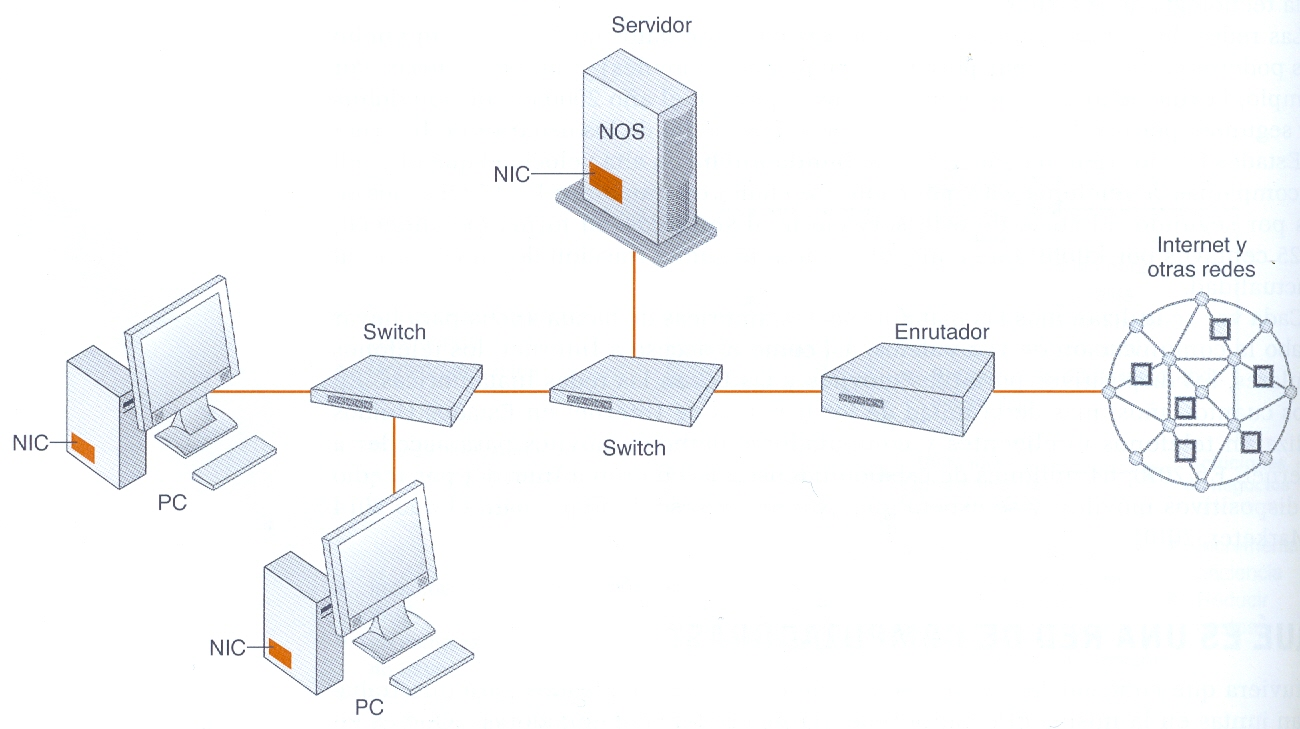 Servidor
NOS
NIC
Internet y
otras redes
Switch
Enrutador
NIC
Switch
PC
NIC
PC